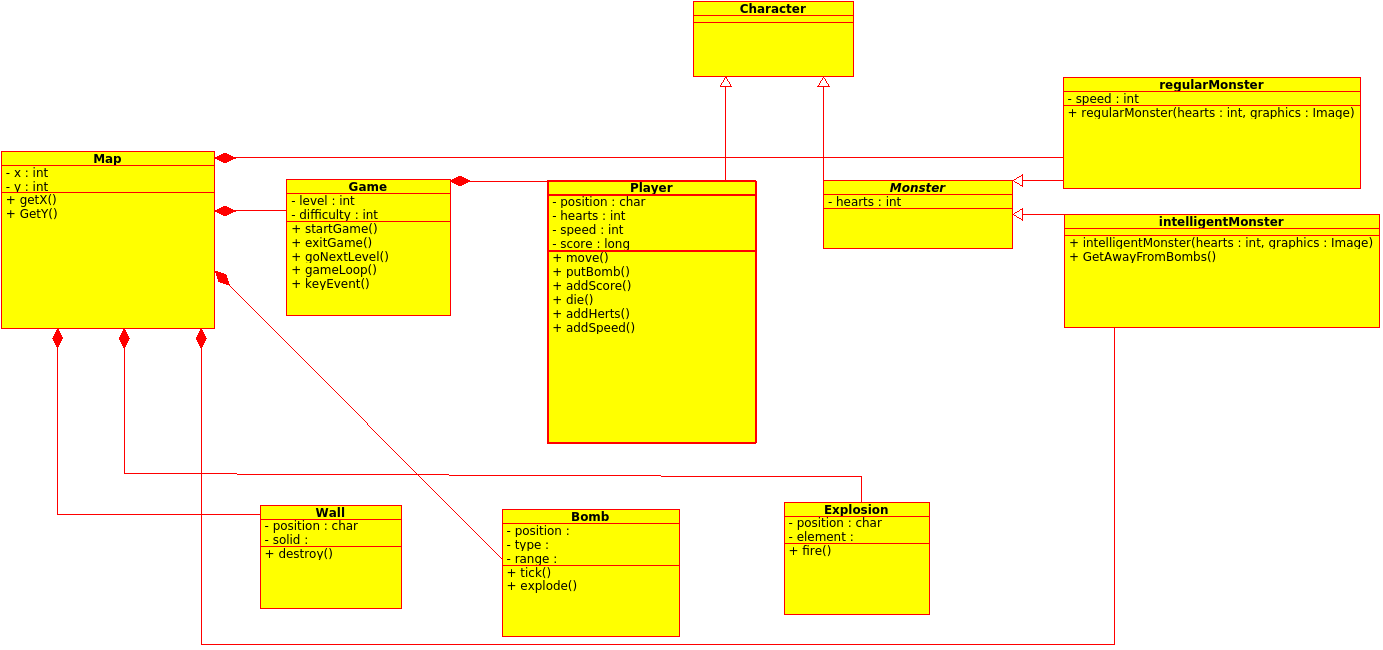 Character
regularMonster
- speed : int
+ regularMonster(hearts : int, graphics : Image)
Map
- x : int
- y : int
+ getX()
+ GetY()
Game
- level : int
- difficulty : int
+ startGame()
+ exitGame()
+ goNextLevel()
+ gameLoop()
+ keyEvent()
Player
- position : char
- hearts : int
- speed : int
- score : long
+ move()
+ putBomb()
+ addScore()
+ die()
+ addHerts()
+ addSpeed()
Monster
- hearts : int
intelligentMonster
+ intelligentMonster(hearts : int, graphics : Image)
+ GetAwayFromBombs()
Wall
- position : char
- solid :
+ destroy()
Bomb
- position :
- type :
- range :
+ tick()
+ explode()
Explosion
- position : char
- element :
+ fire()